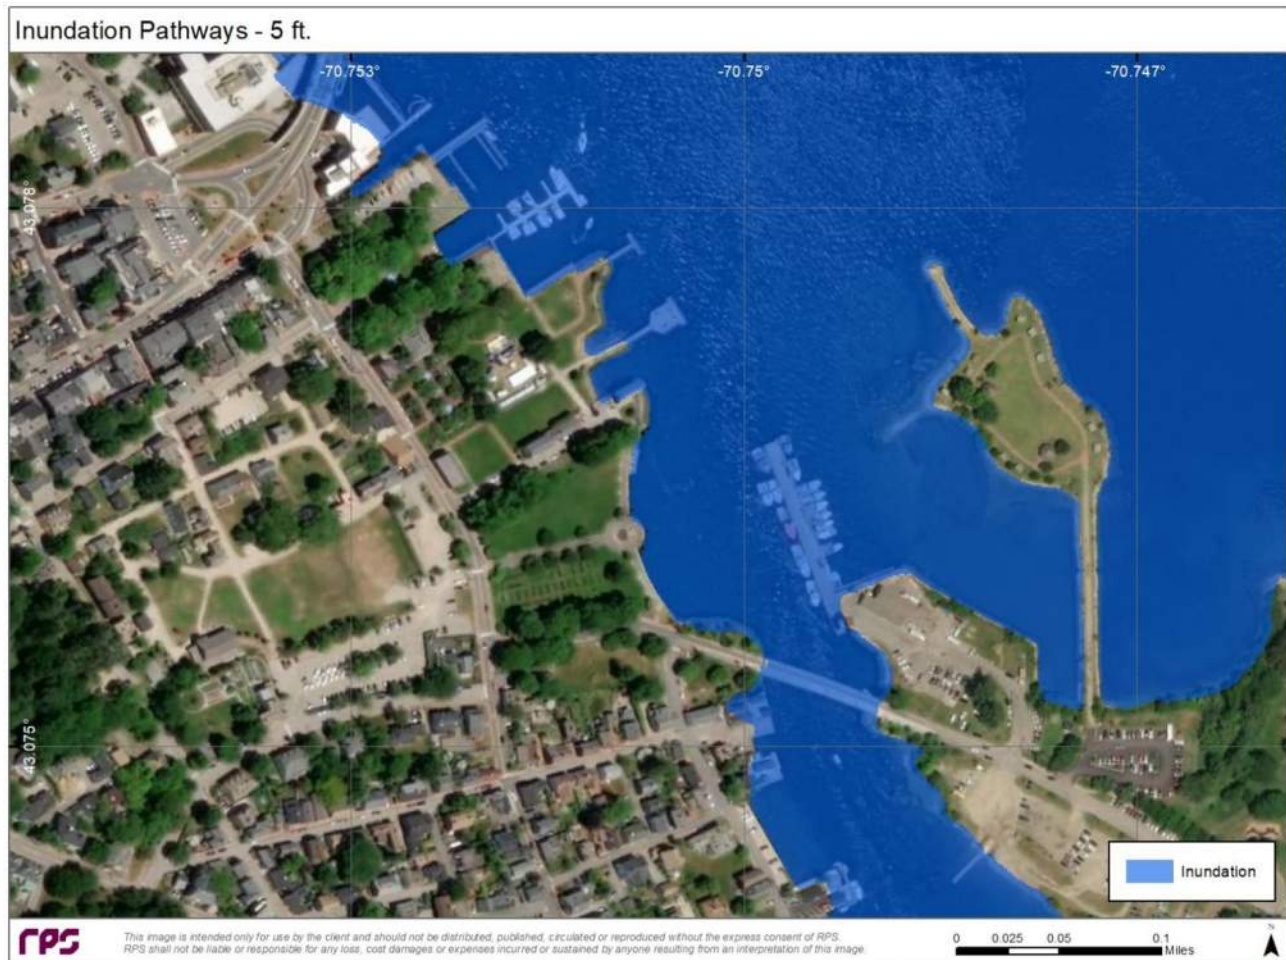 Inundation Pathways - 5 ft.
-70.753° -70.75° -70.747°
43.078°
43.075°
Inundation
RPS
This image is intended only for use by the client and should not be distributed, published, circulated or reproduced without the express consent of RPS.
RPS shall not be liable or responsible for any loss, cost damages or expenses incurred or sustained by anyone resulting from an interpretation of this image.
0 0.025 0.05 0.1
Miles
N